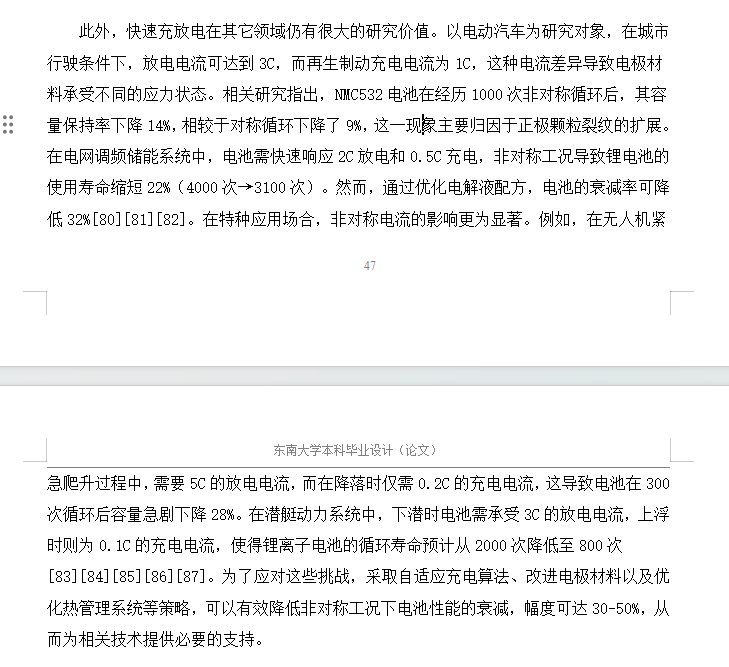 此外，快速充放电在其它领域仍有很大的研究价值。以电动汽车为研究对象，在城市
行驶条件下，放电电流可达到 3C，而再生制动充电电流为 1C，这种电流差异导致电极材
料承受不同的应力状态。相关研究指出，NMC532 电池在经历 1000 次非对称循环后，其容
量保持率下降 14%，相较于对称循环下降了 9%，这一现象主要归因于正极颗粒裂纹的扩展。
在电网调频储能系统中，电池需快速响应 2C 放电和 0.5C 充电，非对称工况导致锂电池的
使用寿命缩短 22%（4000 次→3100 次）。然而，通过优化电解液配方，电池的衰减率可降
低 32%[80][81][82]。在特种应用场合，非对称电流的影响更为显著。例如，在无人机紧
47
东南大学本科毕业设计（论文）
急爬升过程中，需要 5C 的放电电流，而在降落时仅需 0.2C 的充电电流，这导致电池在 300
次循环后容量急剧下降 28%。在潜艇动力系统中，下潜时电池需承受 3C 的放电电流，上浮
时则为 0.1C 的充电电流，使得锂离子电池的循环寿命预计从 2000 次降低至 800 次
[83][84][85][86][87]。为了应对这些挑战，采取自适应充电算法、改进电极材料以及优
化热管理系统等策略，可以有效降低非对称工况下电池性能的衰减，幅度可达 30-50%，从
而为相关技术提供必要的支持。